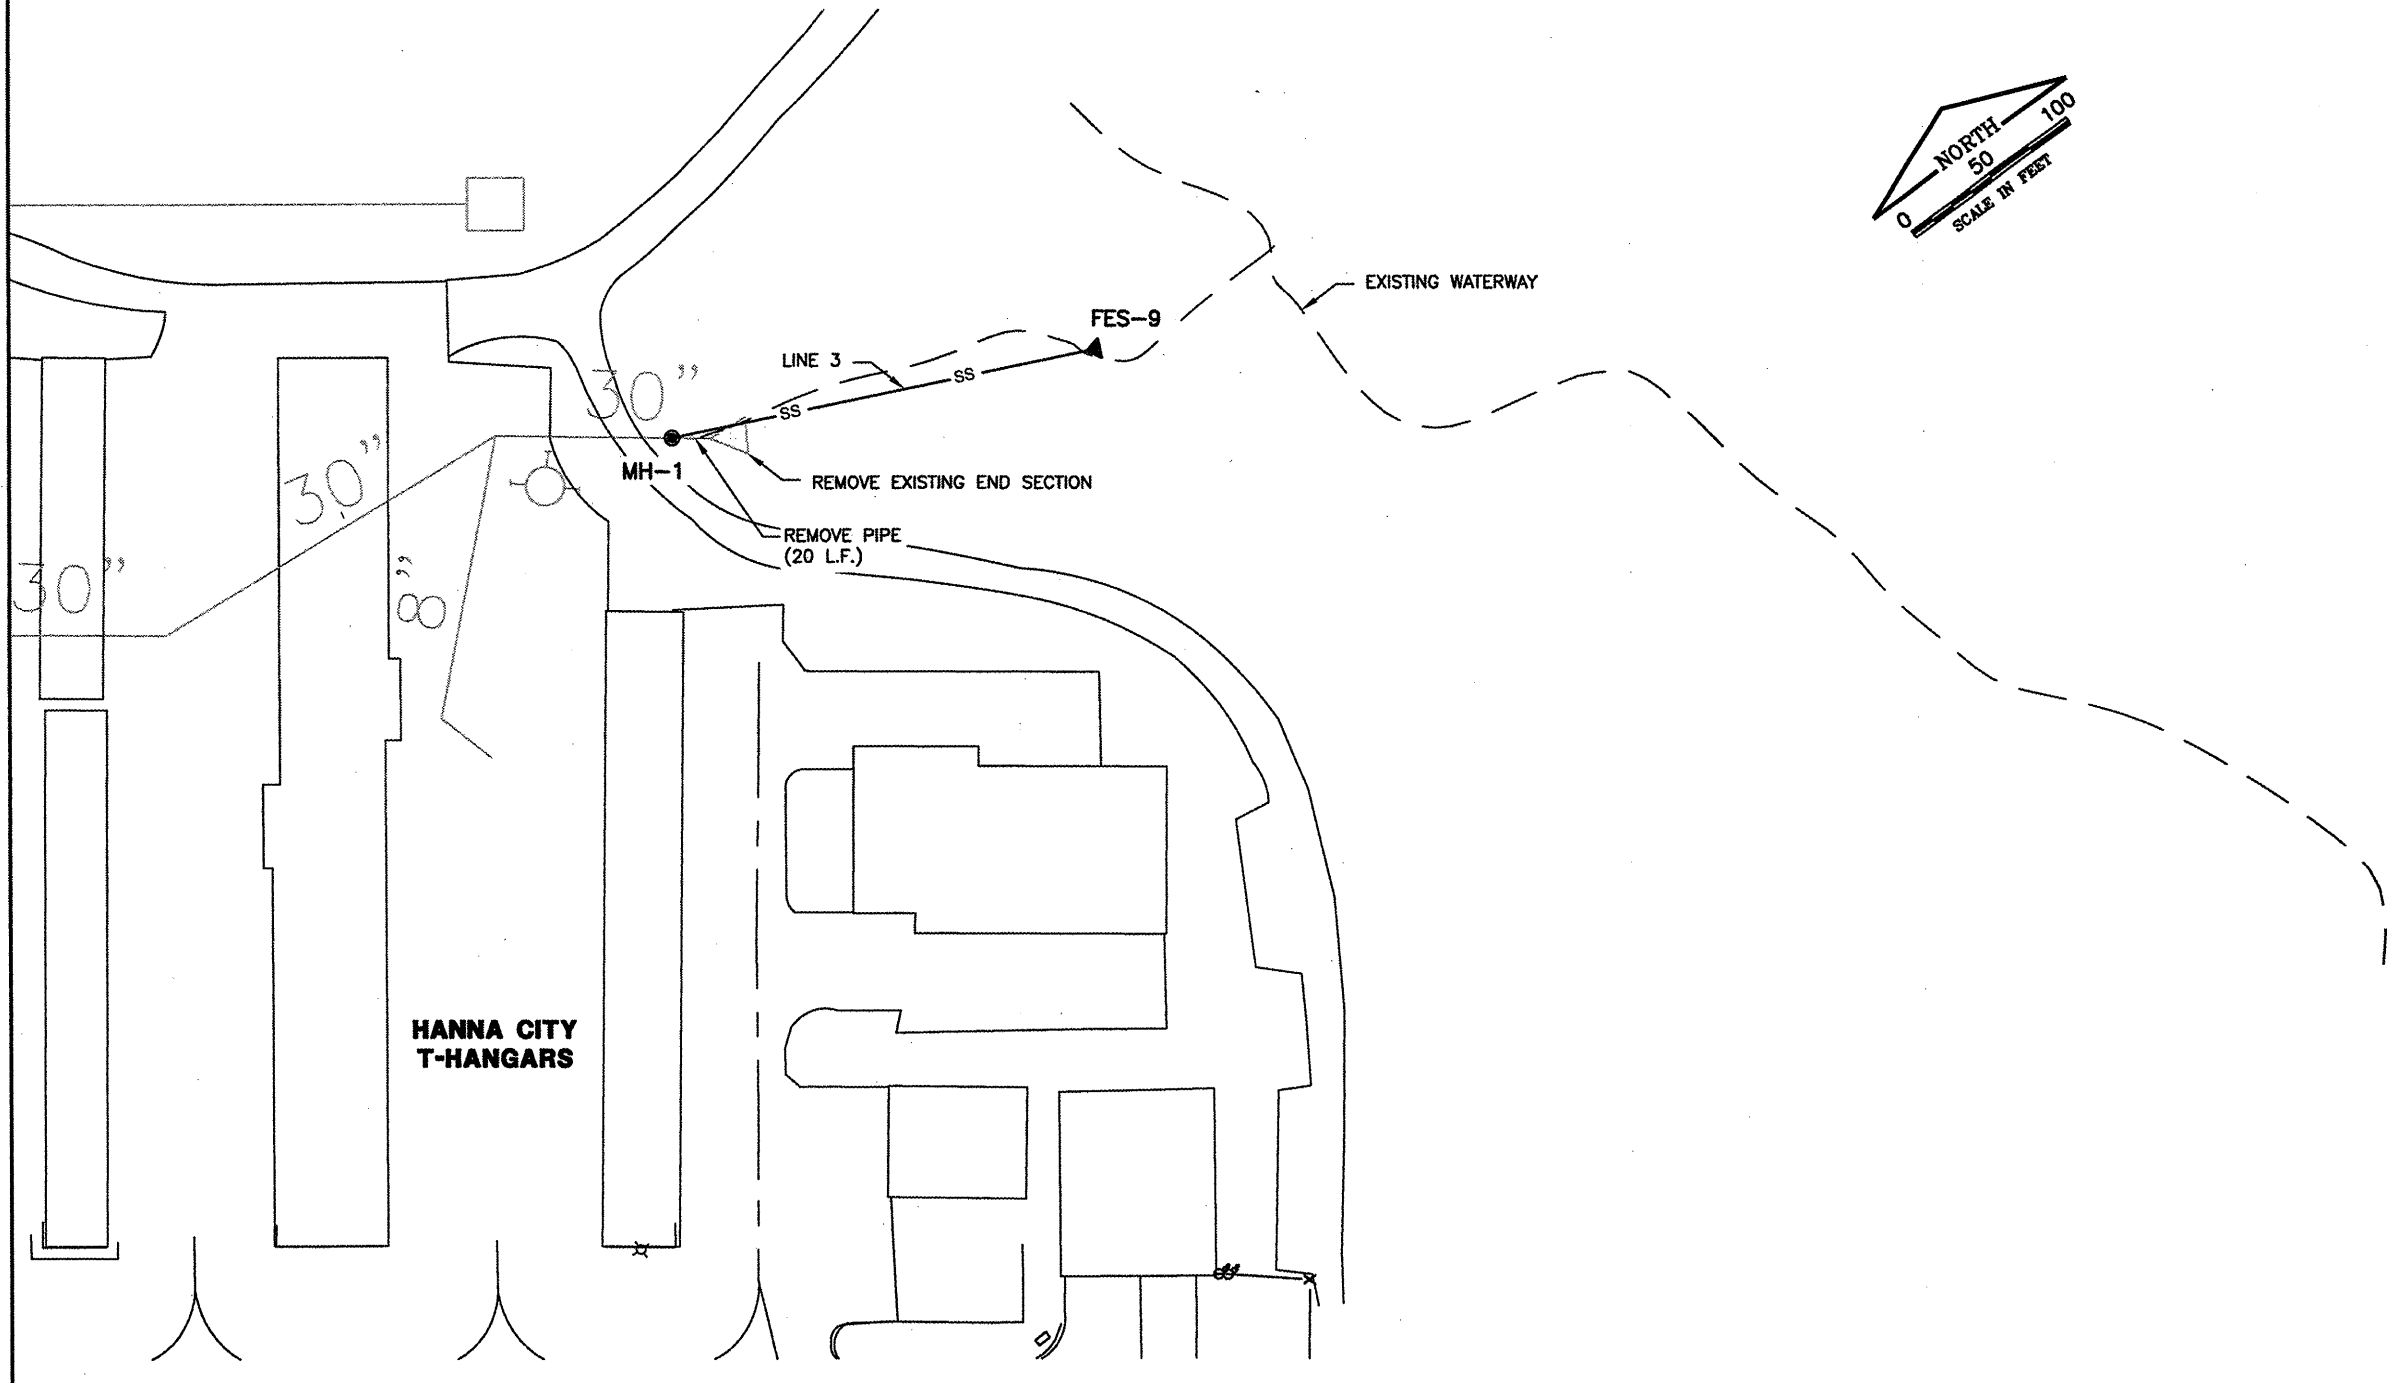 NORTH
0 50 100
SCALE IN FEET
EXISTING WATERWAY
FES-9
LINE 3
30"
SS
SS
MH-1
REMOVE EXISTING END SECTION
30"
REMOVE PIPE
(20 L.F.)
30"
8"
HANNA CITY
T-HANGARS